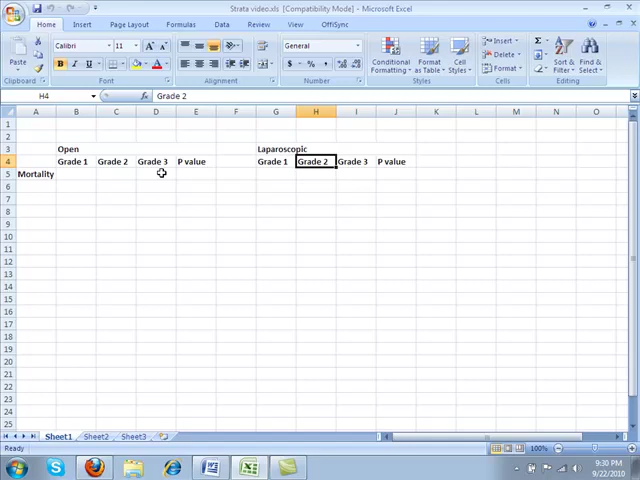 Strata video.xls [Compatibility Mode] - Microsoft Excel
Home Insert Page Layout Formulas Data Review View OffiSync
Paste
Clipboard
Calibri 11
B I U
Font
Alignment
General
$ % ,
Number
Conditional Formatting
Format as Table
Cell Styles
Styles
Insert
Delete
Format
Cells
Σ
Sort & Filter
Find & Select
Editing
H4 fx Grade 2
A B C D E F G H I J K L M N O
1
2
3 Open Laparoscopic
4 Grade 1 Grade 2 Grade 3 P value Grade 1 Grade 2 Grade 3 P value
5 Mortality
6
7
8
9
10
11
12
13
14
15
16
17
18
19
20
21
22
23
24
25
Sheet1 Sheet2 Sheet3
Ready 100%
9:30 PM
9/22/2010